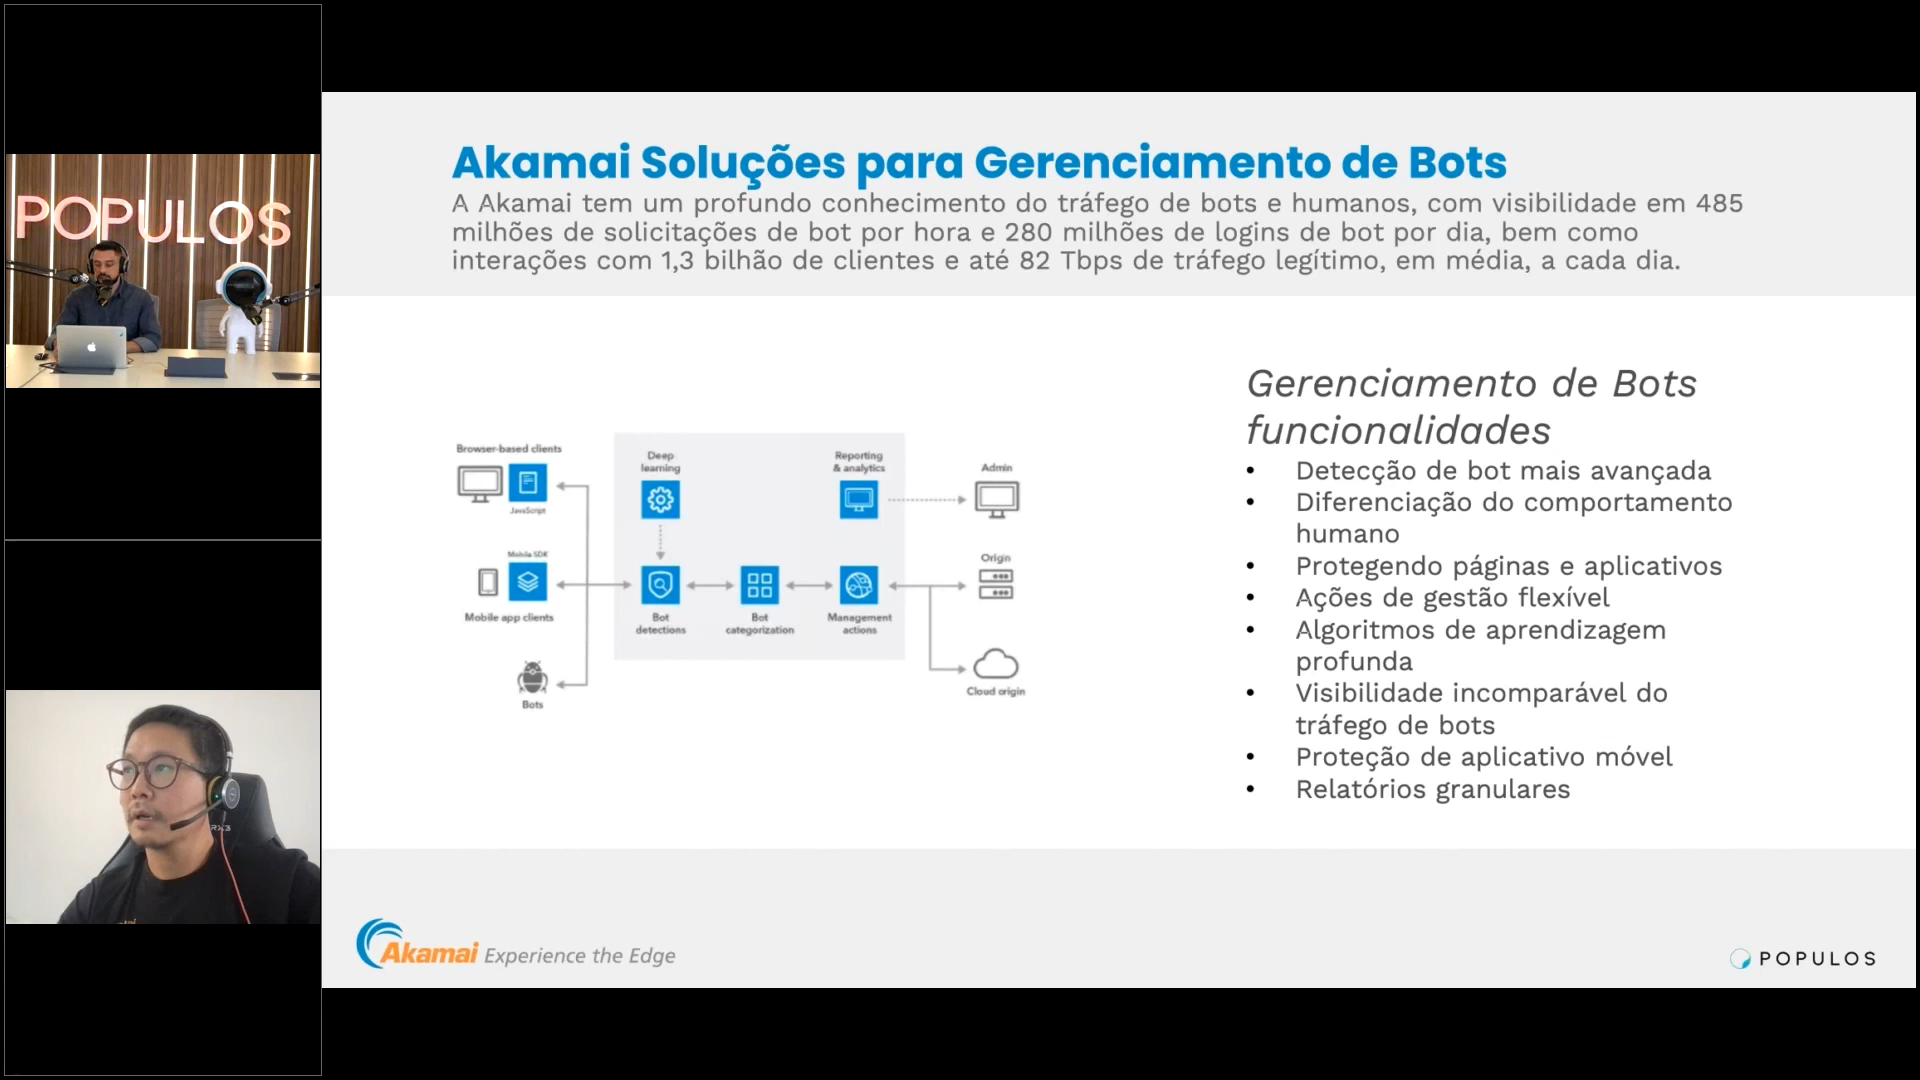 POPULOS
RX3
Akamai Soluções para Gerenciamento de Bots
A Akamai tem um profundo conhecimento do tráfego de bots e humanos, com visibilidade em 485
milhões de solicitações de bot por hora e 280 milhões de logins de bot por dia, bem como
interações com 1,3 bilhão de clientes e até 82 Tbps de tráfego legítimo, em média, a cada dia.
Browser-based clients
JavaScript
Mobile SDK
Mobile app clients
Bots
Deep
learning
Reporting
& analytics
Bot
detections
Bot
categorization
Management
actions
Admin
Origin
Cloud origin
Gerenciamento de Bots
funcionalidades
• Detecção de bot mais avançada
• Diferenciação do comportamento
humano
• Protegendo páginas e aplicativos
• Ações de gestão flexível
• Algoritmos de aprendizagem
profunda
• Visibilidade incomparável do
tráfego de bots
• Proteção de aplicativo móvel
• Relatórios granulares
Akamai Experience the Edge
POPULOS